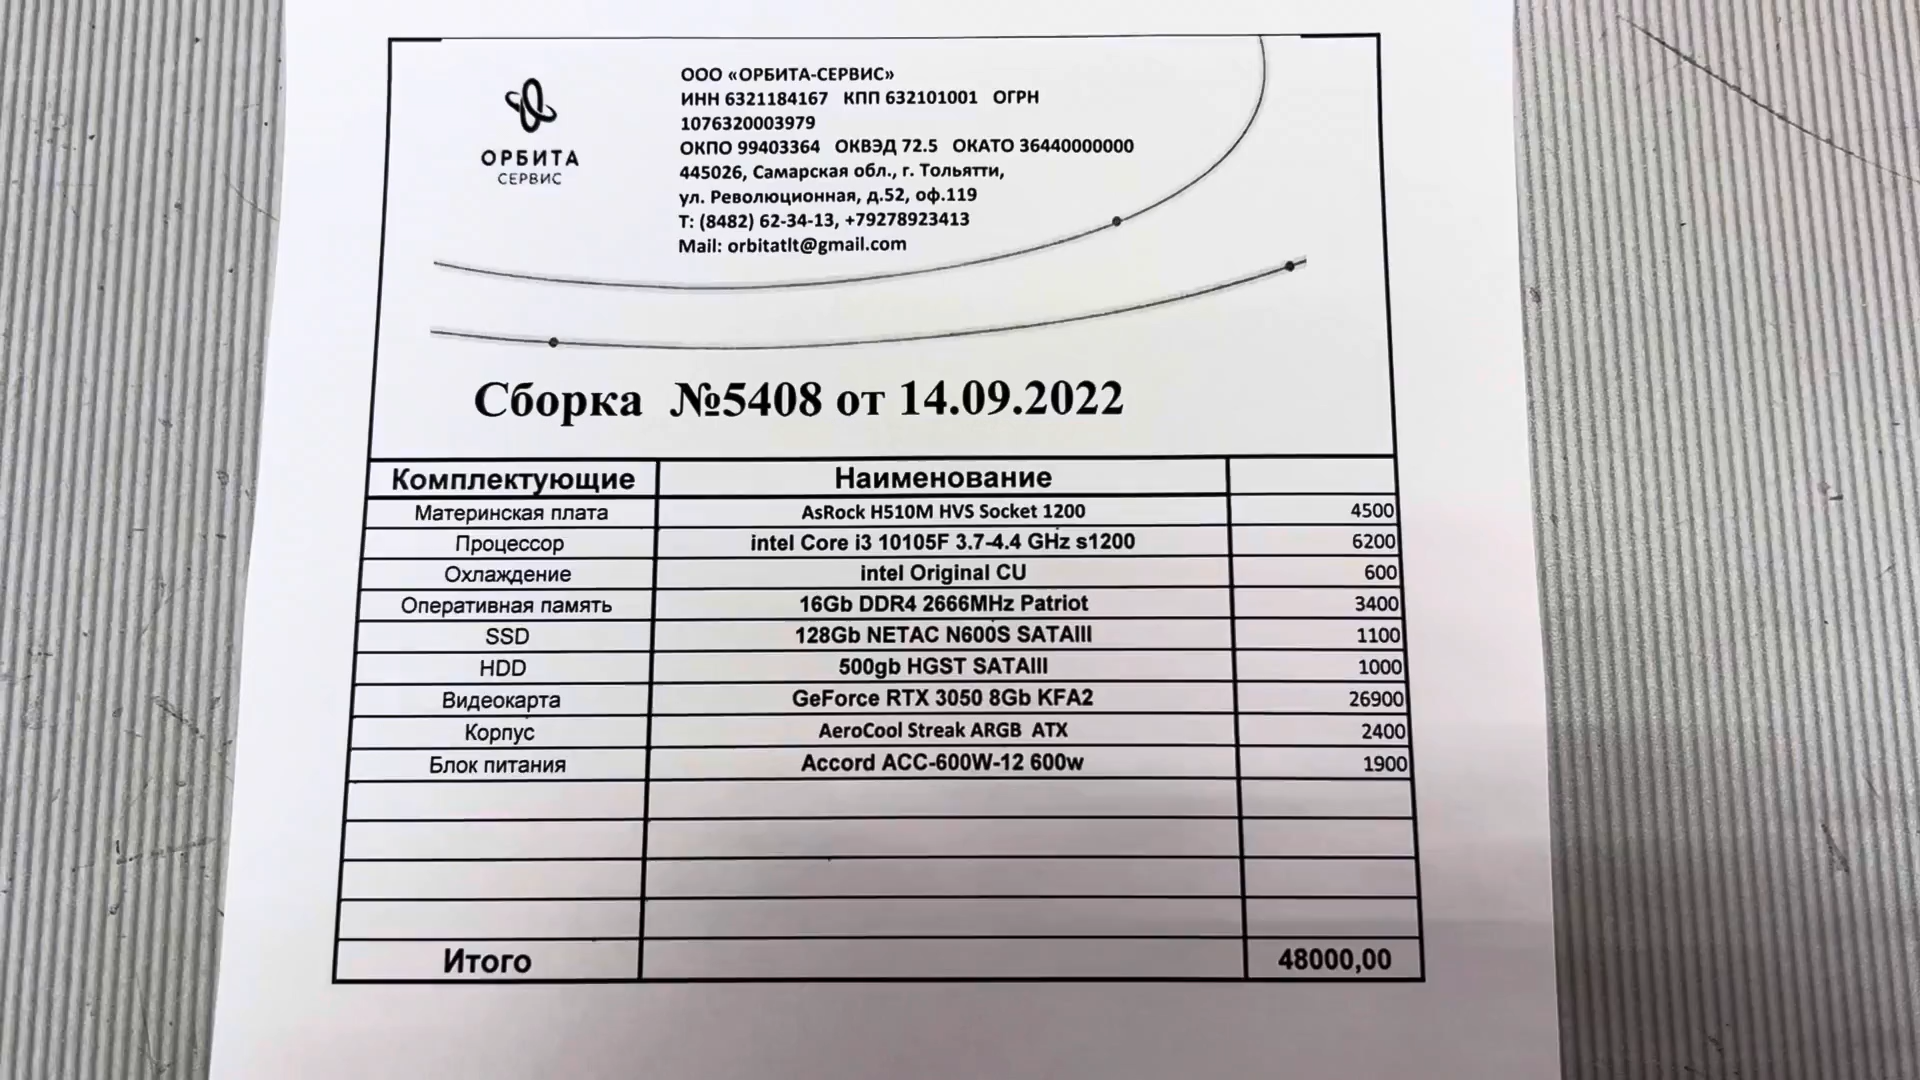 ОРБИТА
СЕРВИС
ООО «ОРБИТА-СЕРВИС»
ИНН 6321184167 КПП 632101001 ОГРН
1076320003979
ОКПО 99403364 ОКВЭД 72.5 ОКАТО 36440000000
445026, Самарская обл., г. Тольятти,
ул. Революционная, д.52, оф.119
Т: (8482) 62-34-13, +79278923413
Mail: orbitatlt@gmail.com
Сборка №5408 от 14.09.2022
Комплектующие Наименование
Материнская плата AsRock H510M HVS Socket 1200 4500
Процессор intel Core i3 10105F 3.7-4.4 GHz s1200 6200
Охлаждение intel Original CU 600
Оперативная память 16Gb DDR4 2666MHz Patriot 3400
SSD 128Gb NETAC N600S SATAIII 1100
HDD 500gb HGST SATAIII 1000
Видеокарта GeForce RTX 3050 8Gb KFA2 26900
Корпус AeroCool Streak ARGB ATX 2400
Блок питания Accord ACC-600W-12 600w 1900
Итого 48000,00